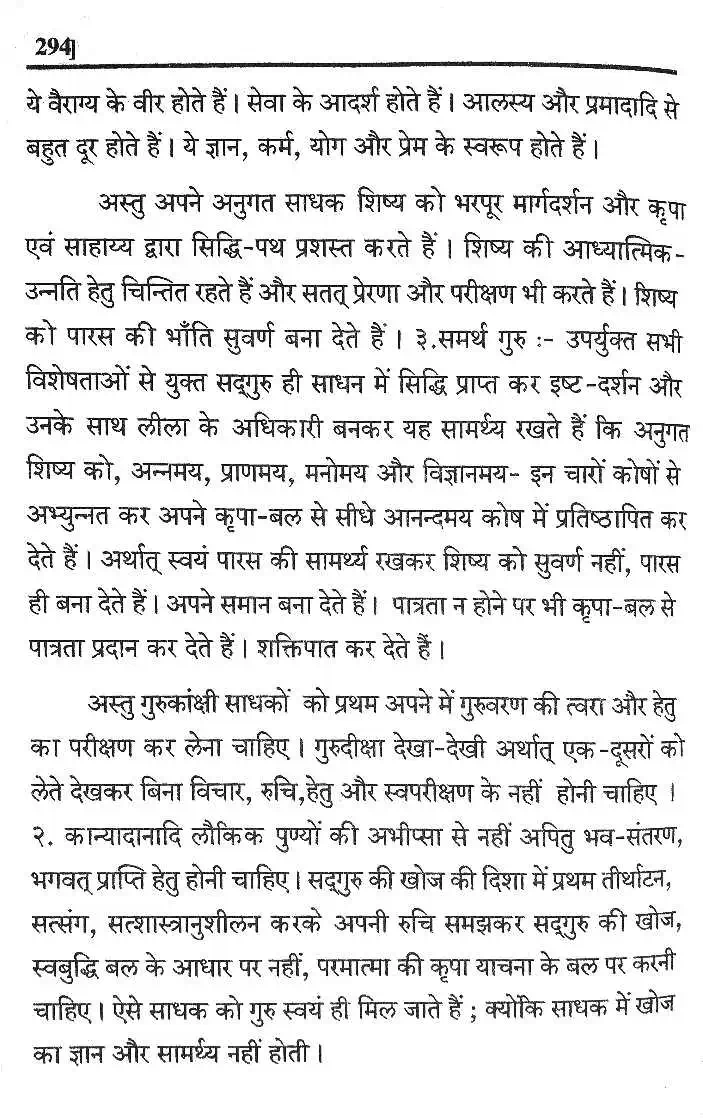 294]
ये वैराग्य के वीर होते हैं। सेवा के आदर्श होते हैं। आलस्य और प्रमादादि से
बहुत दूर होते हैं। ये ज्ञान, कर्म, योग और प्रेम के स्वरूप होते हैं।
अस्तु अपने अनुगत साधक शिष्य को भरपूर मार्गदर्शन और कृपा
एवं साहाय्य द्वारा सिद्धि-पथ प्रशस्त करते हैं। शिष्य की आध्यात्मिक-
उन्नति हेतु चिन्तित रहते हैं और सतत् प्रेरणा और परीक्षण भी करते हैं। शिष्य
को पारस की भाँति सुवर्ण बना देते हैं। ३.समर्थ गुरु :- उपर्युक्त सभी
विशेषताओं से युक्त सद्‌गुरु ही साधन में सिद्धि प्राप्त कर इष्ट-दर्शन और
उनके साथ लीला के अधिकारी बनकर यह सामर्थ्य रखते हैं कि अनुगत
शिष्य को, अन्नमय, प्राणमय, मनोमय और विज्ञानमय- इन चारों कोषों से
अभ्युन्नत कर अपने कृपा-बल से सीधे आनन्दमय कोष में प्रतिष्ठापित कर
देते हैं। अर्थात् स्वयं पारस की सामर्थ्य रखकर शिष्य को सुवर्ण नहीं, पारस
ही बना देते हैं। अपने समान बना देते हैं। पात्रता न होने पर भी कृपा-बल से
पात्रता प्रदान कर देते हैं। शक्तिपात कर देते हैं।
अस्तु गुरुकांक्षी साधकों को प्रथम अपने में गुरुवरण की त्वरा और हेतु
का परीक्षण कर लेना चाहिए। गुरुदीक्षा देखा-देखी अर्थात् एक-दूसरों को
लेते देखकर बिना विचार, रुचि,हेतु और स्वपरीक्षण के नहीं होनी चाहिए ।
२. कान्यादानादि लौकिक पुण्यों की अभीप्सा से नहीं अपितु भव-संतरण,
भगवत् प्राप्ति हेतु होनी चाहिए। सद्‌गुरु की खोज की दिशा में प्रथम तीर्थाटन,
सत्संग, सत्शास्त्रानुशीलन करके अपनी रुचि समझकर सद्‌गुरु की खोज,
स्वबुद्धि बल के आधार पर नहीं, परमात्मा की कृपा याचना के बल पर करनी
चाहिए। ऐसे साधक को गुरु स्वयं ही मिल जाते हैं ; क्योंकि साधक में खोज
का ज्ञान और सामर्थ्य नहीं होती।